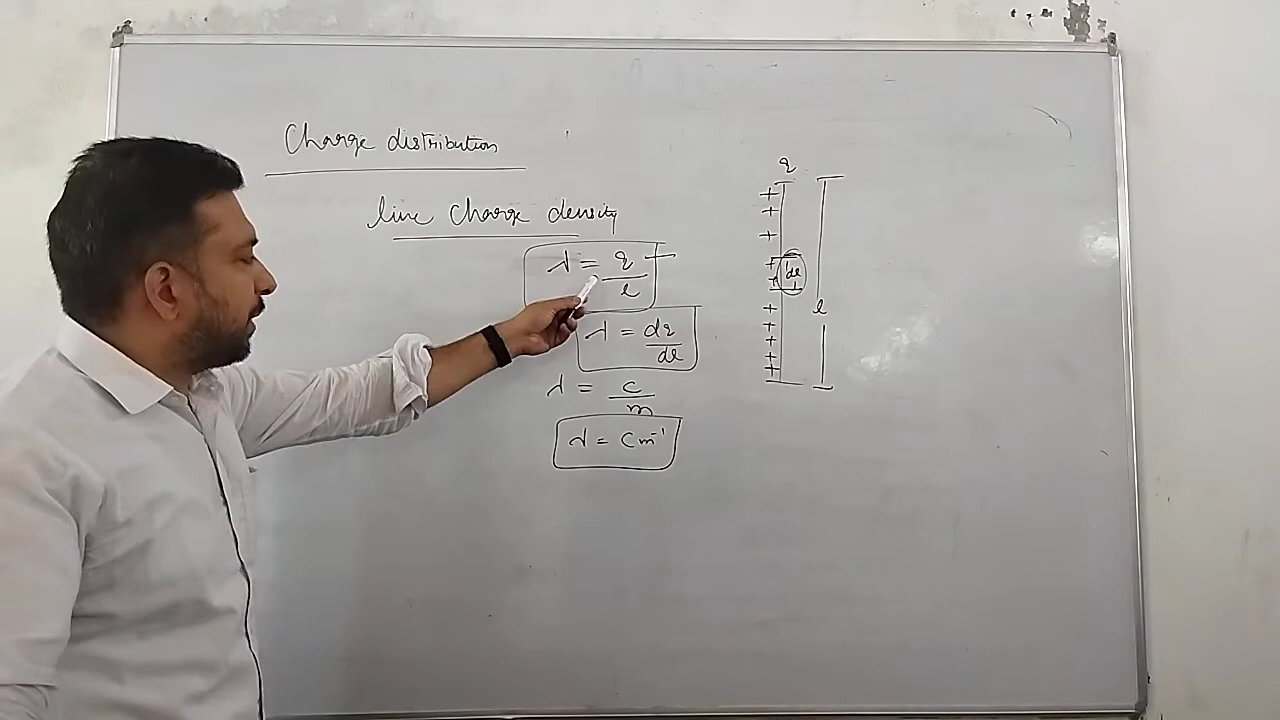 Charge distribution
line charge density
λ = q/l
λ = dq/dl
λ = C/m
λ = Cm⁻¹
q
+
+
+
+
dl
+
l
+
+
+
+